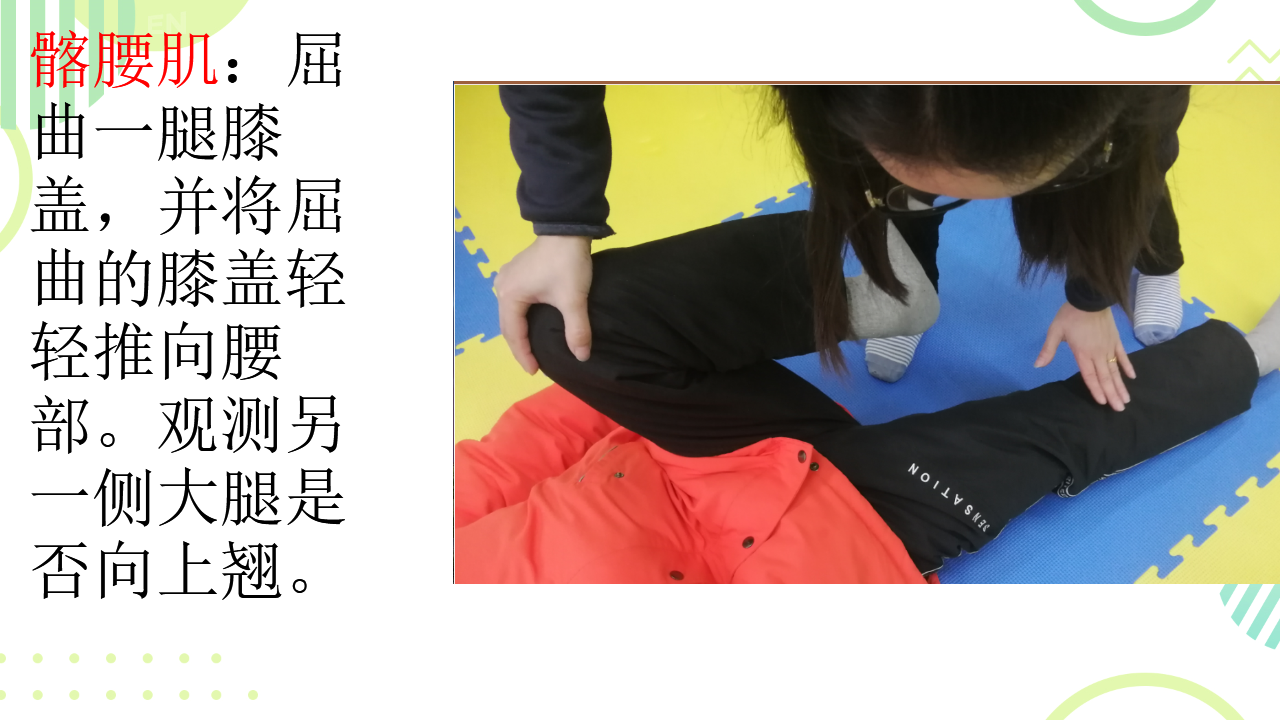 EN
髂腰肌：屈
曲一腿膝
盖，并将屈
曲的膝盖轻
轻推向腰
部。观测另
一侧大腿是
否向上翘。
SENSATION